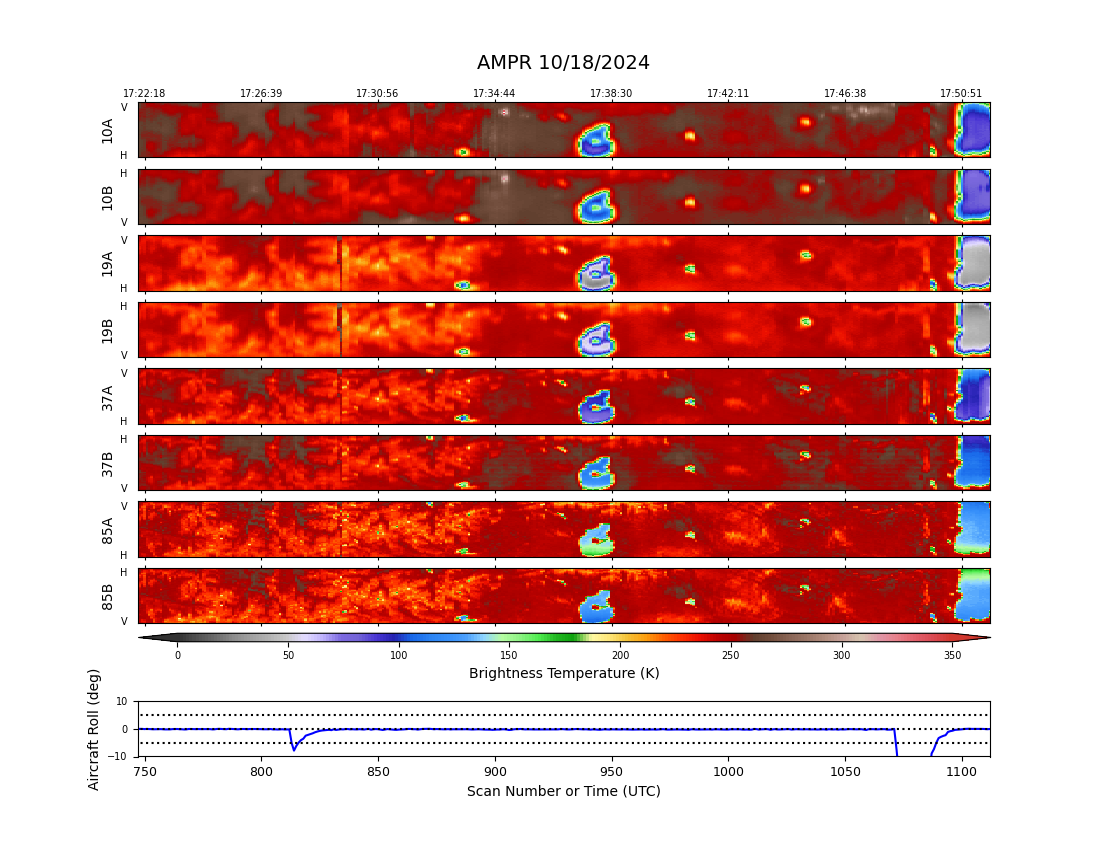 AMPR 10/18/2024
17:22:18 17:26:39 17:30:56 17:34:44 17:38:30 17:42:11 17:46:38 17:50:51
V
10A
H
H
10B
V
V
19A
H
H
19B
V
V
37A
H
H
37B
V
V
85A
H
H
85B
V
0 50 100 150 200 250 300 350
Brightness Temperature (K)
Aircraft Roll (deg)
10
0
−10
750 800 850 900 950 1000 1050 1100
Scan Number or Time (UTC)